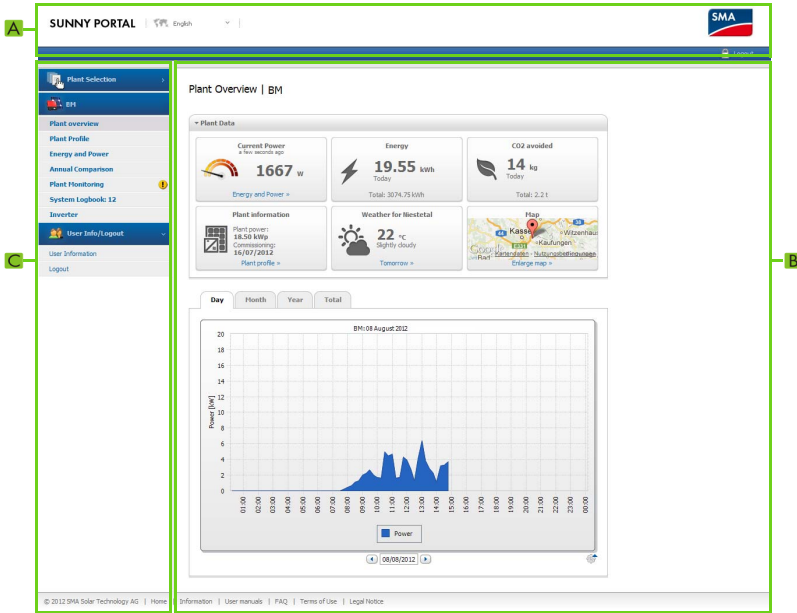 A
SUNNY PORTAL | English |
SMA
Logout
C
B
Plant Selection
BM
Plant overview
Plant Profile
Energy and Power
Annual Comparison
Plant Monitoring
System Logbook: 12
Inverter
User Info/Logout
User Information
Logout
Plant Overview | BM
Plant Data
Current Power
a few seconds ago
1667 W
Energy and Power »
Energy
19.55 kWh
Today
Total: 3074.75 kWh
CO2 avoided
14 kg
Today
Total: 2.2 t
Plant information
Plant power:
18.50 kWp
Commissioning:
16/07/2012
Plant profile »
Weather for Niestetal
22 °C
Slightly cloudy
Tomorrow »
Map
Kasse
Witzenhau
Kaufungen
Google
Bad
Kartendaten - Nutzungsbedingungen
Enlarge map »
Day Month Year Total
BM: 08 August 2012
Power [kW]
20
18
16
14
12
10
8
6
4
2
0
01:00 02:00 03:00 04:00 05:00 06:00 07:00 08:00 09:00 10:00 11:00 12:00 13:00 14:00 15:00 16:00 17:00 18:00 19:00 20:00 21:00 22:00 23:00 00:00
Power
08/08/2012
© 2012 SMA Solar Technology AG | Home | Information | User manuals | FAQ | Terms of Use | Legal Notice